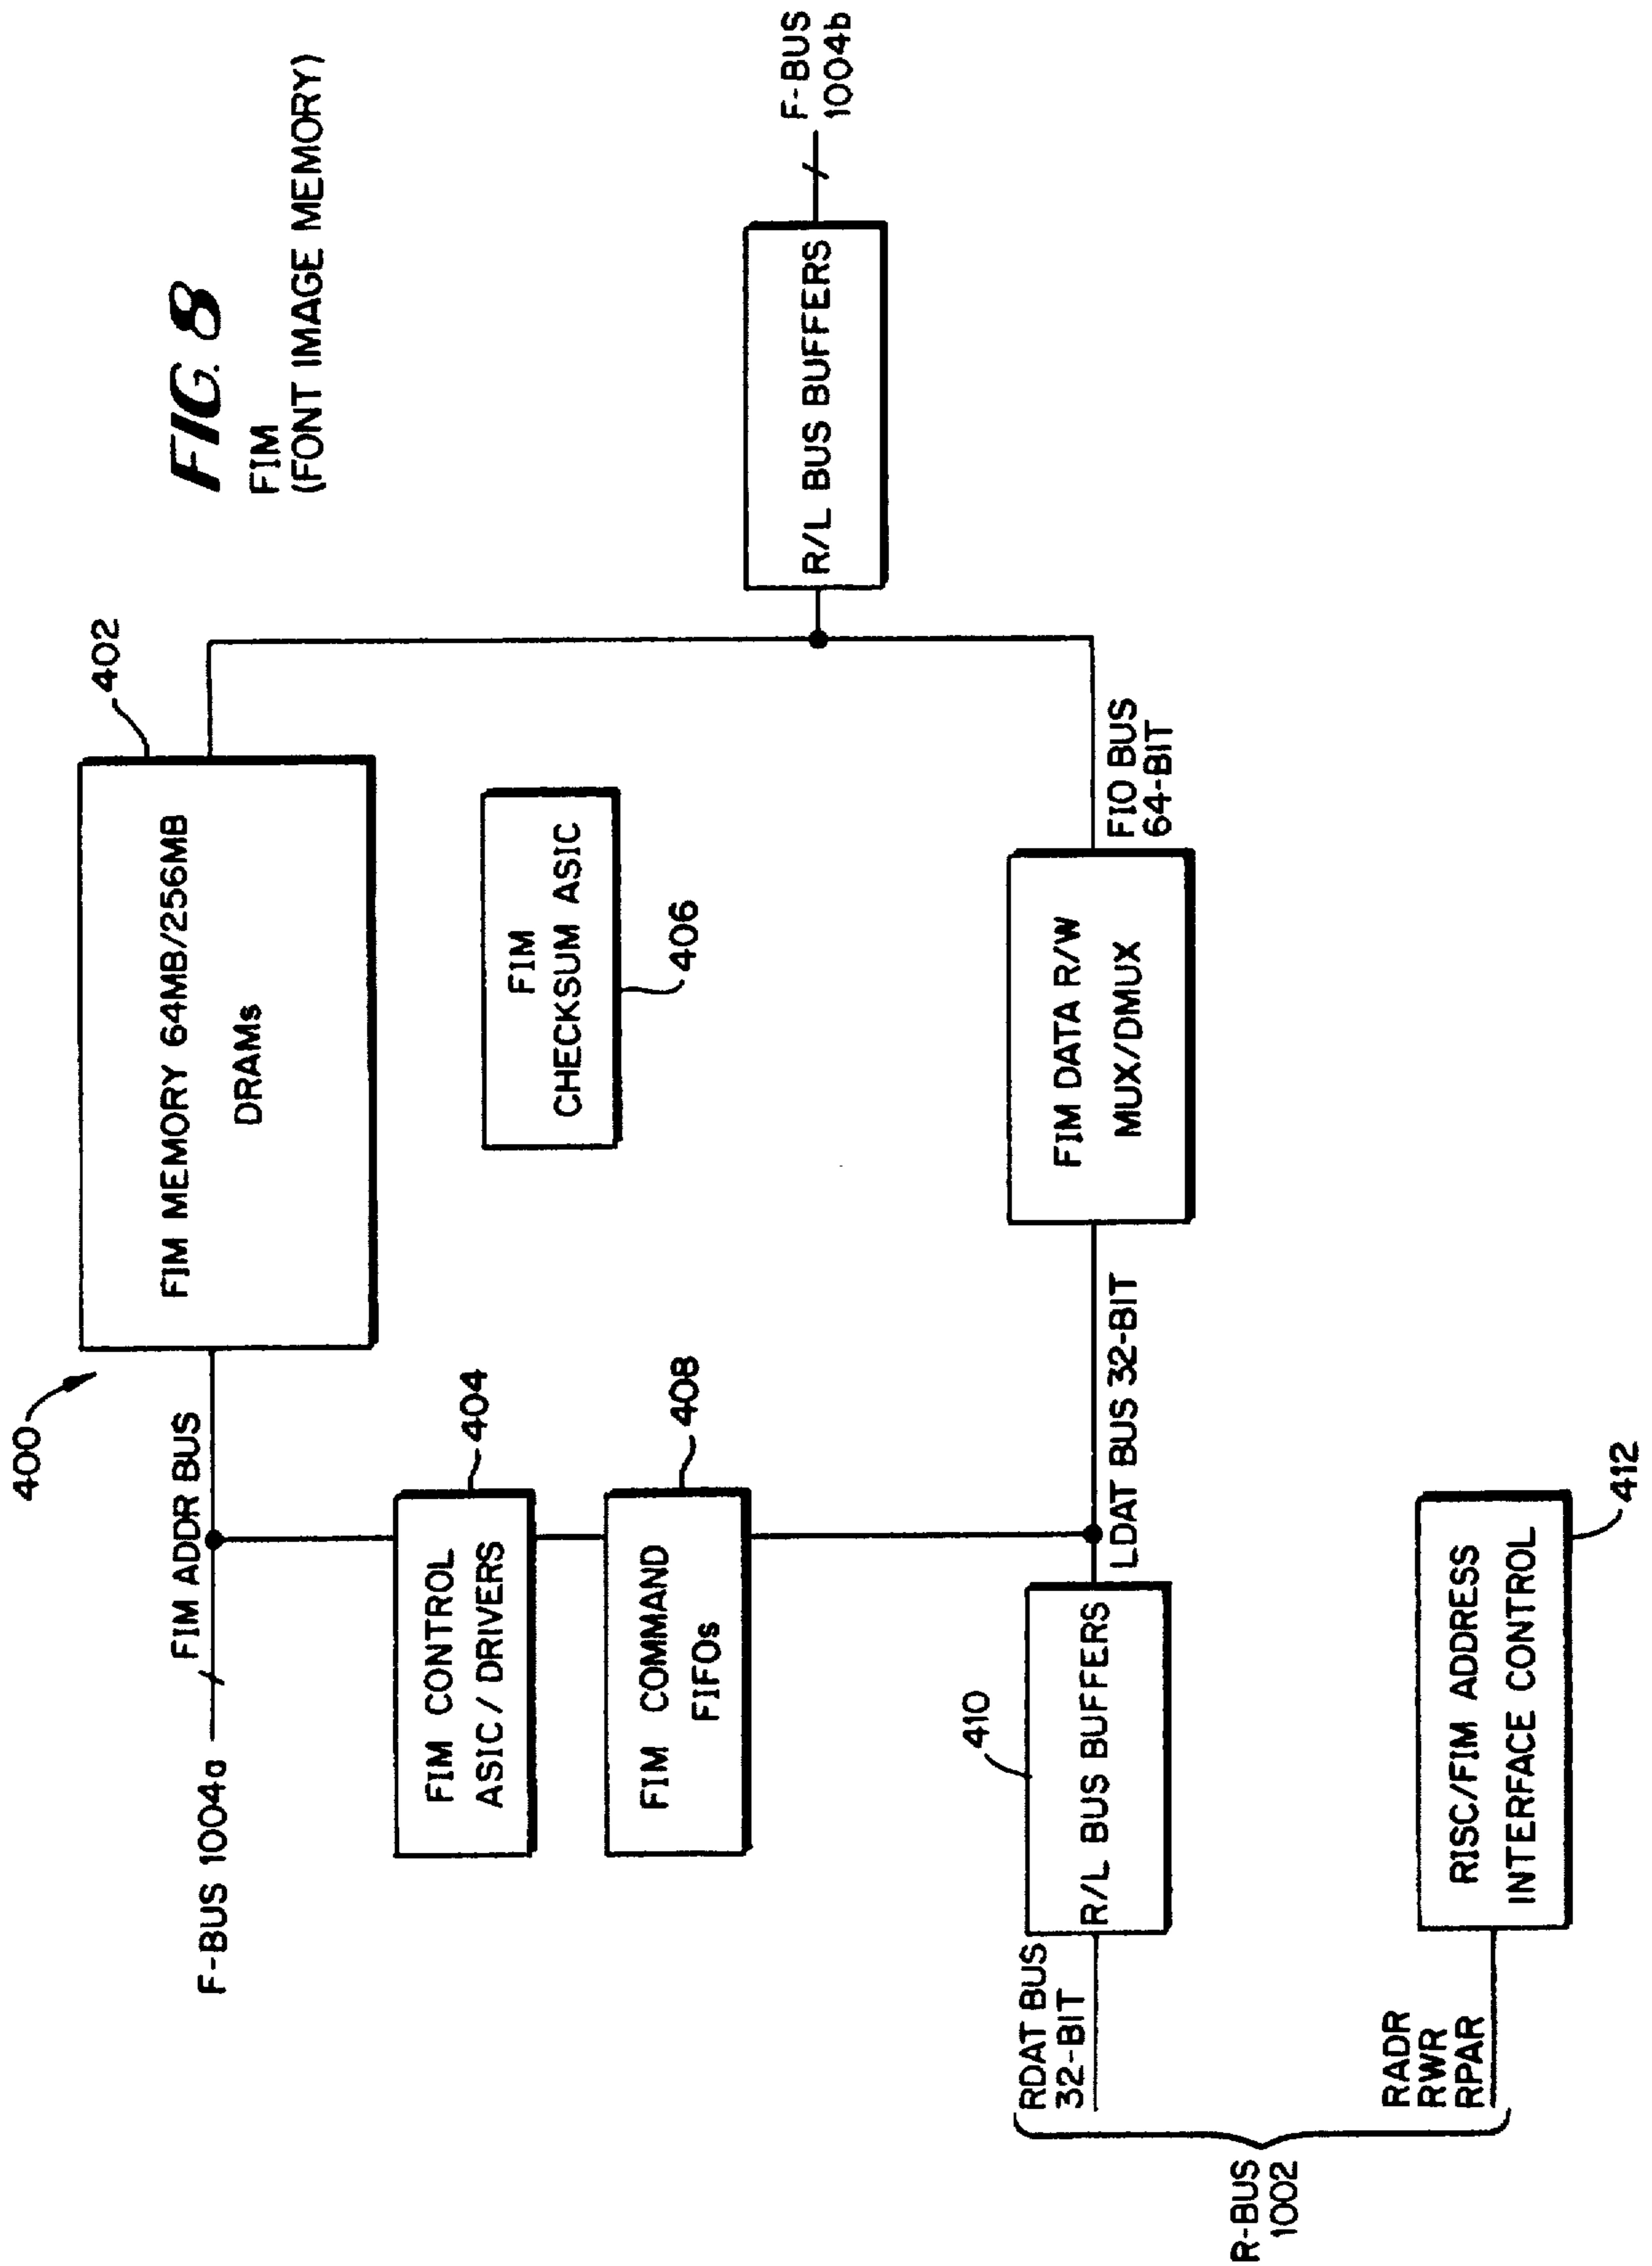 FIG. 8
FIM
(FONT IMAGE MEMORY)
400
402
F-BUS 1004a
FIM ADDR BUS
FIM MEMORY 64MB/256MB
DRAMs
404
FIM CONTROL
ASIC/DRIVERS
FIM
CHECKSUM ASIC
406
408
FIM COMMAND
FIFOs
R/L BUS BUFFERS
F-BUS
1004b
410
RDAT BUS
32-BIT
R/L BUS BUFFERS
LDAT BUS 32-BIT
FIM DATA R/W
MUX/DMUX
FIO BUS
64-BIT
R-BUS
1002
RADR
RWR
RPAR
RISC/FIM ADDRESS
INTERFACE CONTROL
412